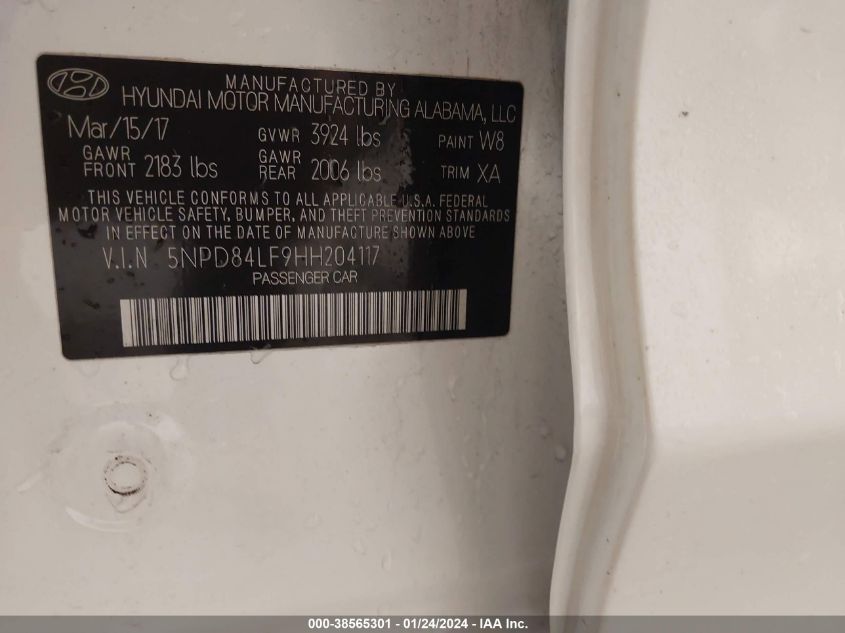 MANUFACTURED BY
HYUNDAI MOTOR MANUFACTURING ALABAMA, LLC
Mar/15/17 GVWR 3924 lbs PAINT W8
GAWR FRONT 2183 lbs GAWR REAR 2006 lbs TRIM XA
THIS VEHICLE CONFORMS TO ALL APPLICABLE U.S.A. FEDERAL
MOTOR VEHICLE SAFETY, BUMPER, AND THEFT PREVENTION STANDARDS
IN EFFECT ON THE DATE OF MANUFACTURE SHOWN ABOVE.
V.I.N 5NPD84LF9HH204117
PASSENGER CAR
000-38565301 - 01/24/2024 - IAA Inc.